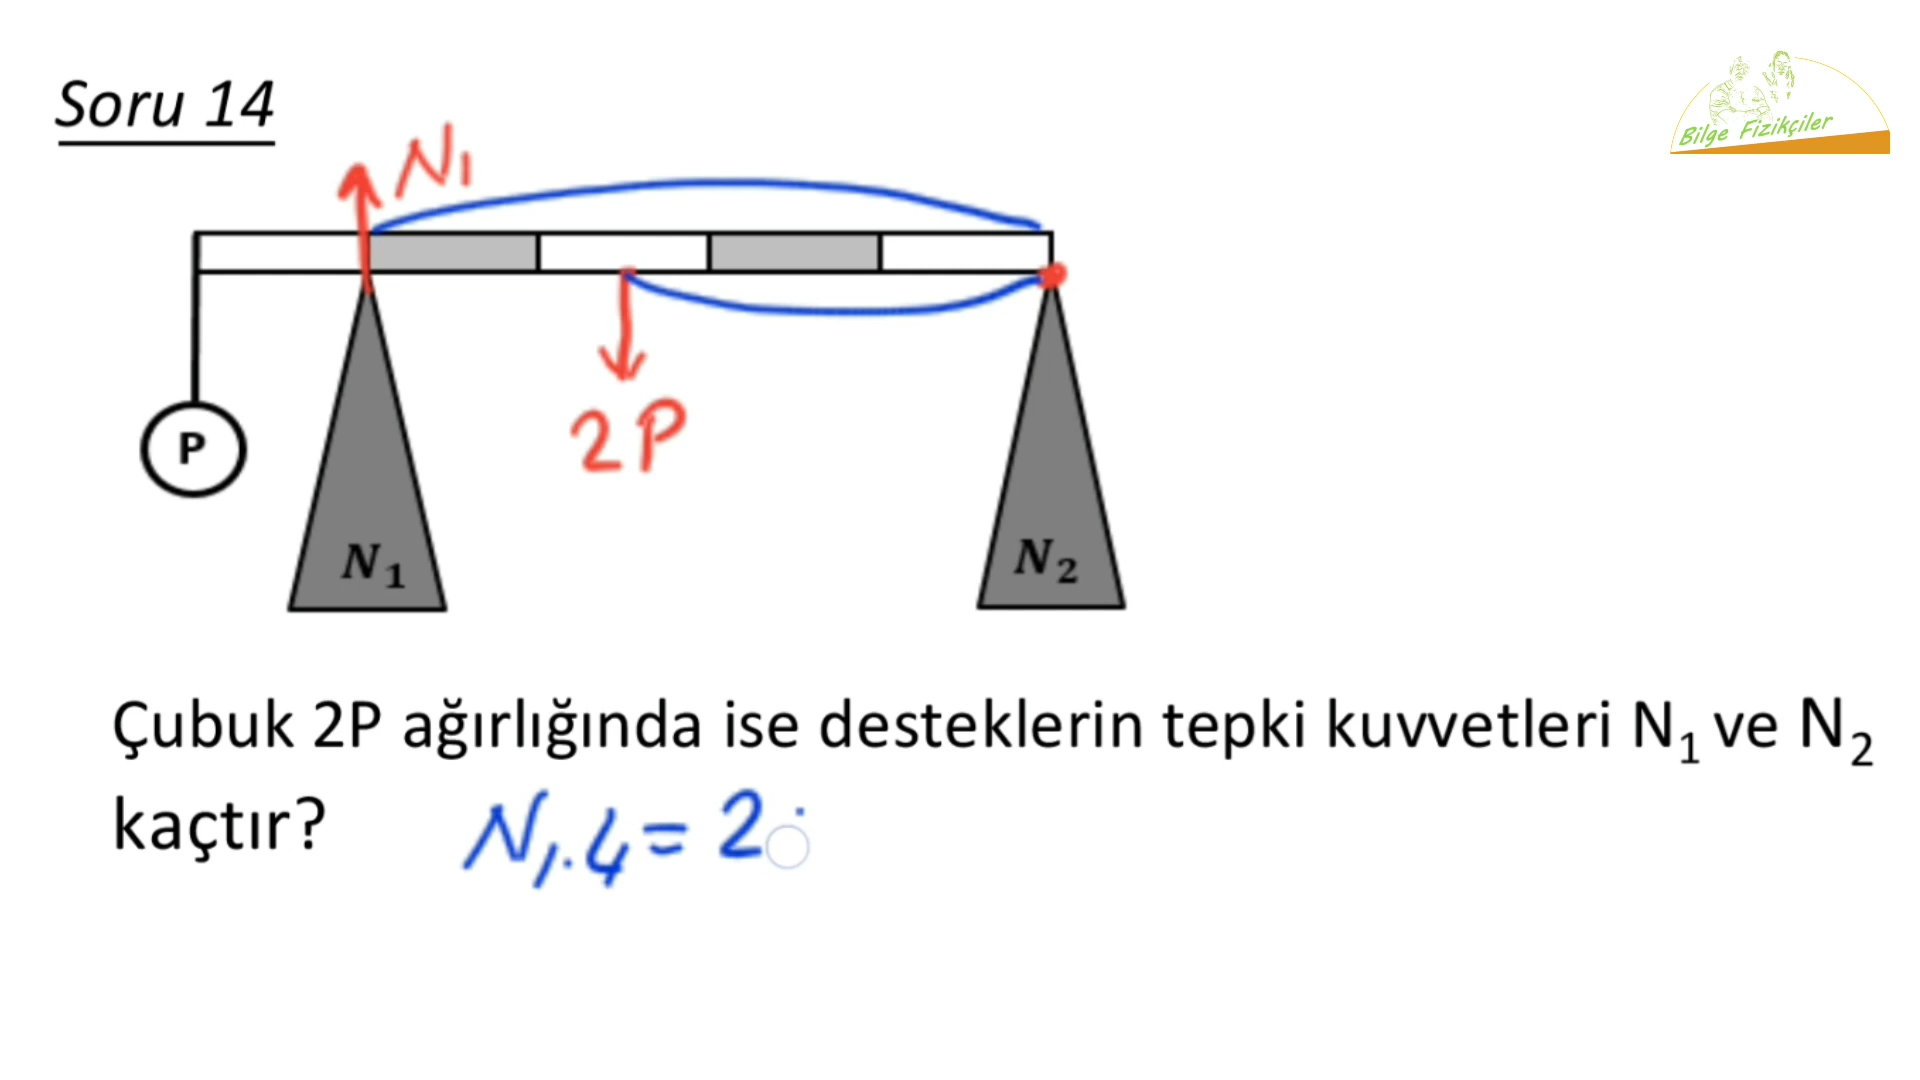 Soru 14
Bilge Fizikçiler
N₁
P
2P
N₁
N₂
Çubuk 2P ağırlığında ise desteklerin tepki kuvvetleri N₁ ve N₂
kaçtır? N₁.4=2